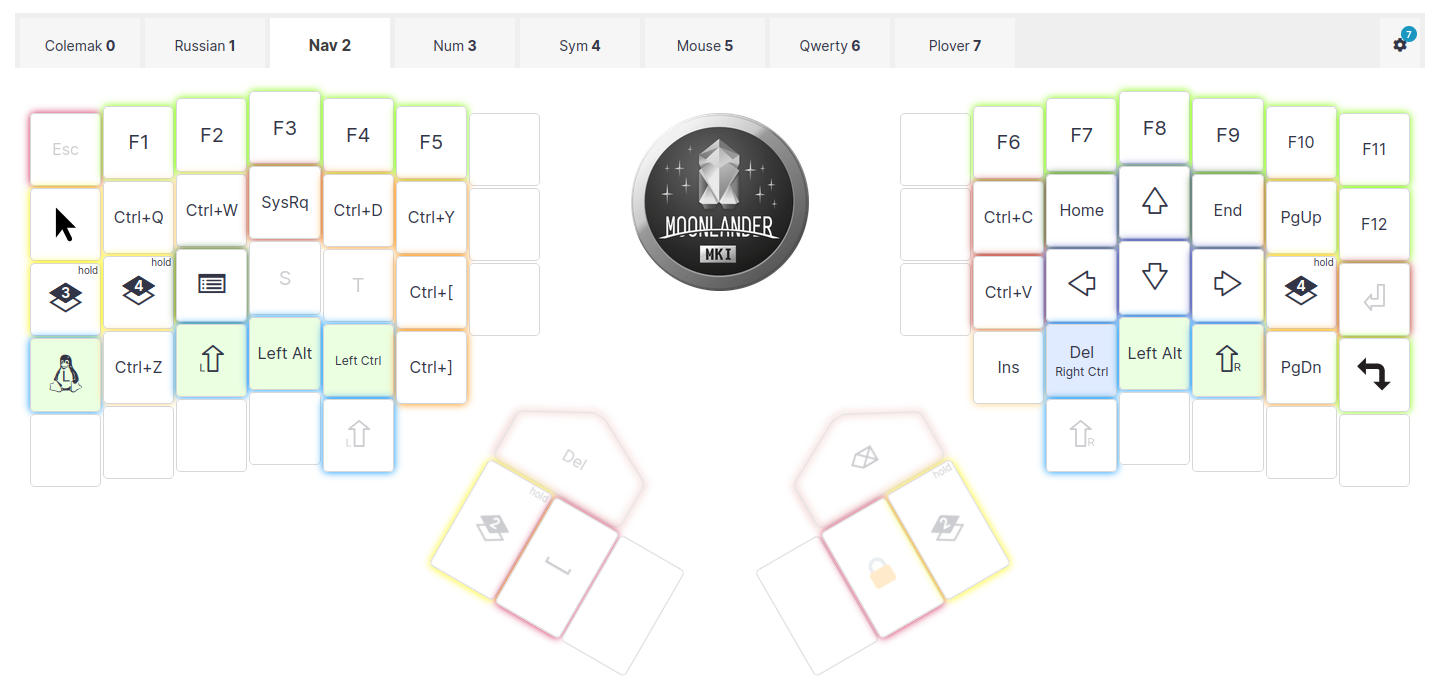 Colemak 0 Russian 1 Nav 2 Num 3 Sym 4 Mouse 5 Qwerty 6 Plover 7 7
Esc F1 F2 F3 F4 F5 F6 F7 F8 F9 F10 F11
Ctrl+Q Ctrl+W SysRq Ctrl+D Ctrl+Y Ctrl+C Home End PgUp F12
hold hold hold
3 4 S T Ctrl+[ Ctrl+V 4
L Ctrl+Z L Left Alt Left Ctrl Ctrl+] Ins Del Left Alt R PgDn
Right Ctrl
L R
Del
hold hold
2 2
MOONLANDER
MKI